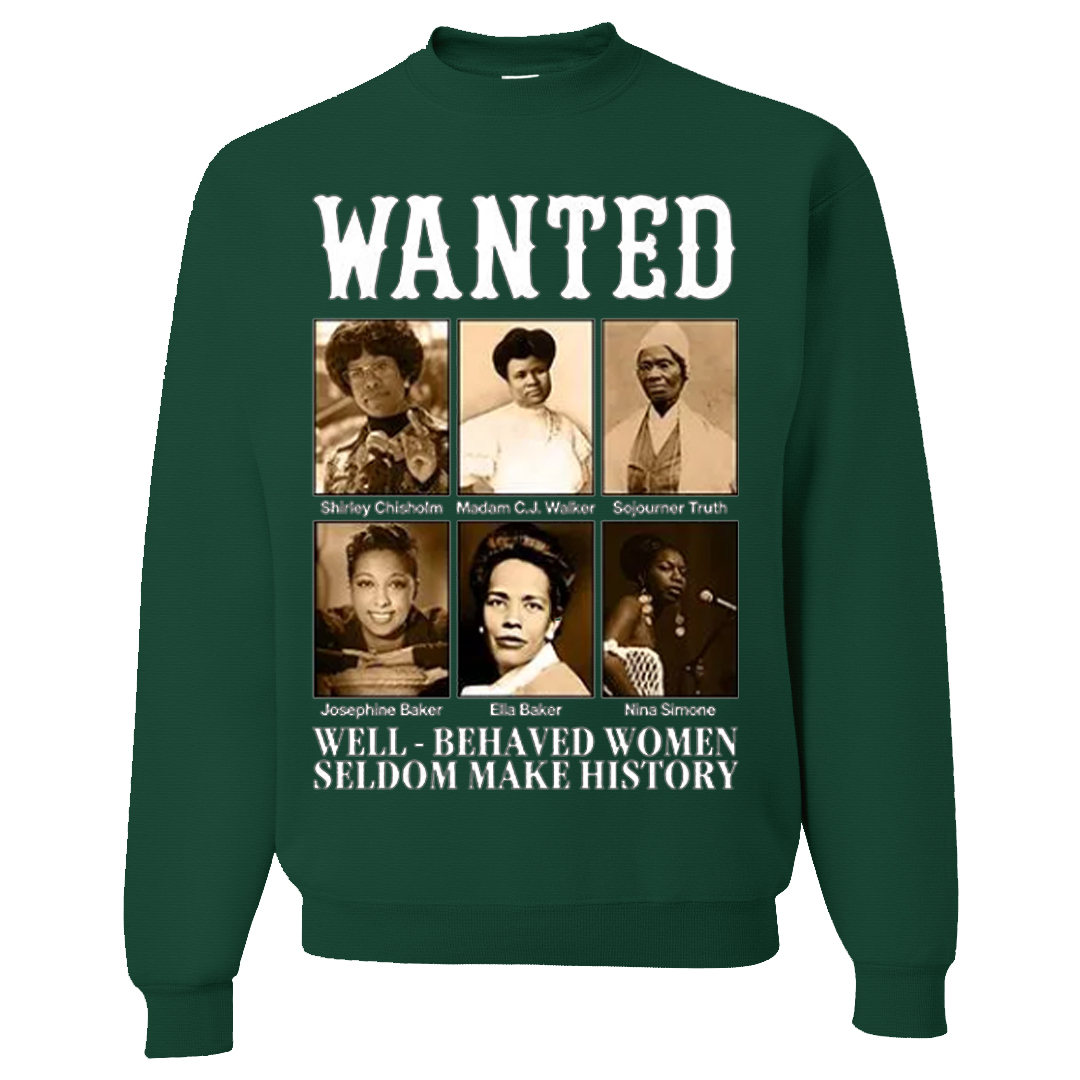 WANTED
Shirley Chisholm Madam C.J. Walker Sojourner Truth
Josephine Baker Ella Baker Nina Simone
WELL - BEHAVED WOMEN
SELDOM MAKE HISTORY